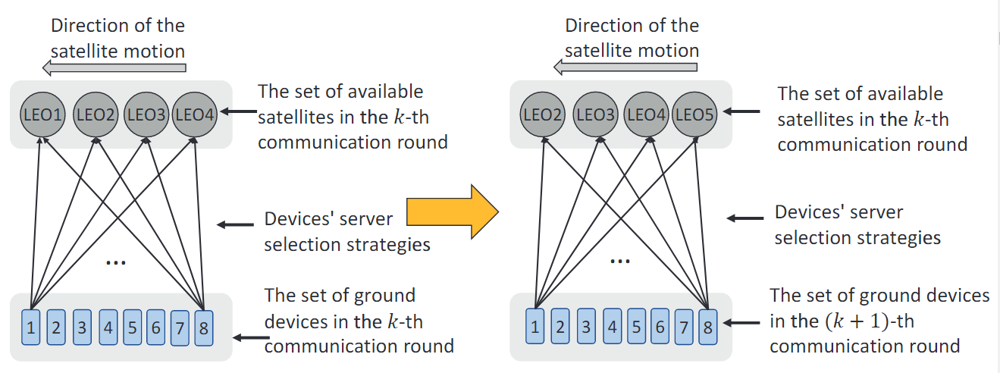 Direction of the
satellite motion
LEO1 LEO2 LEO3 LEO4
The set of available
satellites in the k-th
communication round
Devices' server
selection strategies
...
The set of ground
devices in the k-th
communication round
1 2 3 4 5 6 7 8
Direction of the
satellite motion
LEO2 LEO3 LEO4 LEO5
The set of available
satellites in the k-th
communication round
Devices' server
selection strategies
...
The set of ground devices
in the (k + 1)-th
communication round
1 2 3 4 5 6 7 8